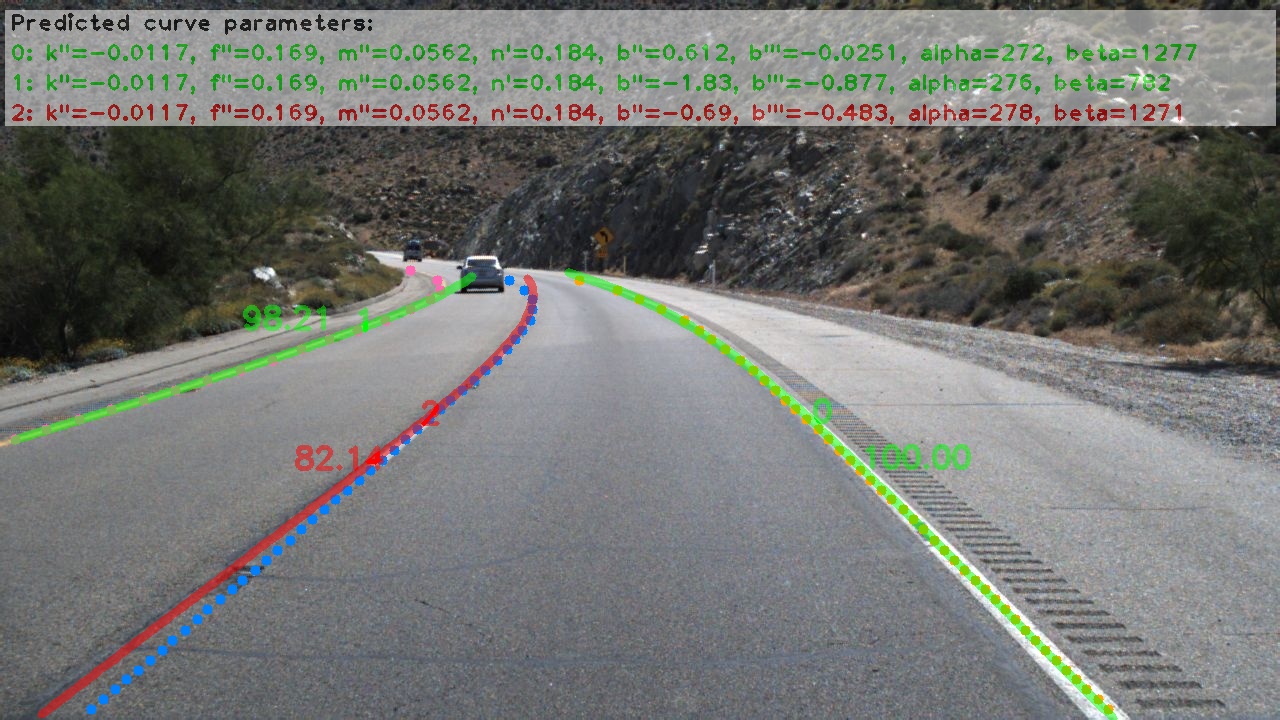 Predicted curve parameters:
0: k''=-0.0117, f''=0.169, m''=0.0562, n'=0.184, b''=0.612, b'''=-0.0251, alpha=272, beta=1277
1: k''=-0.0117, f''=0.169, m''=0.0562, n'=0.184, b''=-1.83, b'''=-0.877, alpha=276, beta=782
2: k''=-0.0117, f''=0.169, m''=0.0562, n'=0.184, b''=-0.69, b'''=-0.483, alpha=278, beta=1271
98.21 1
2 0
82.14 100.00